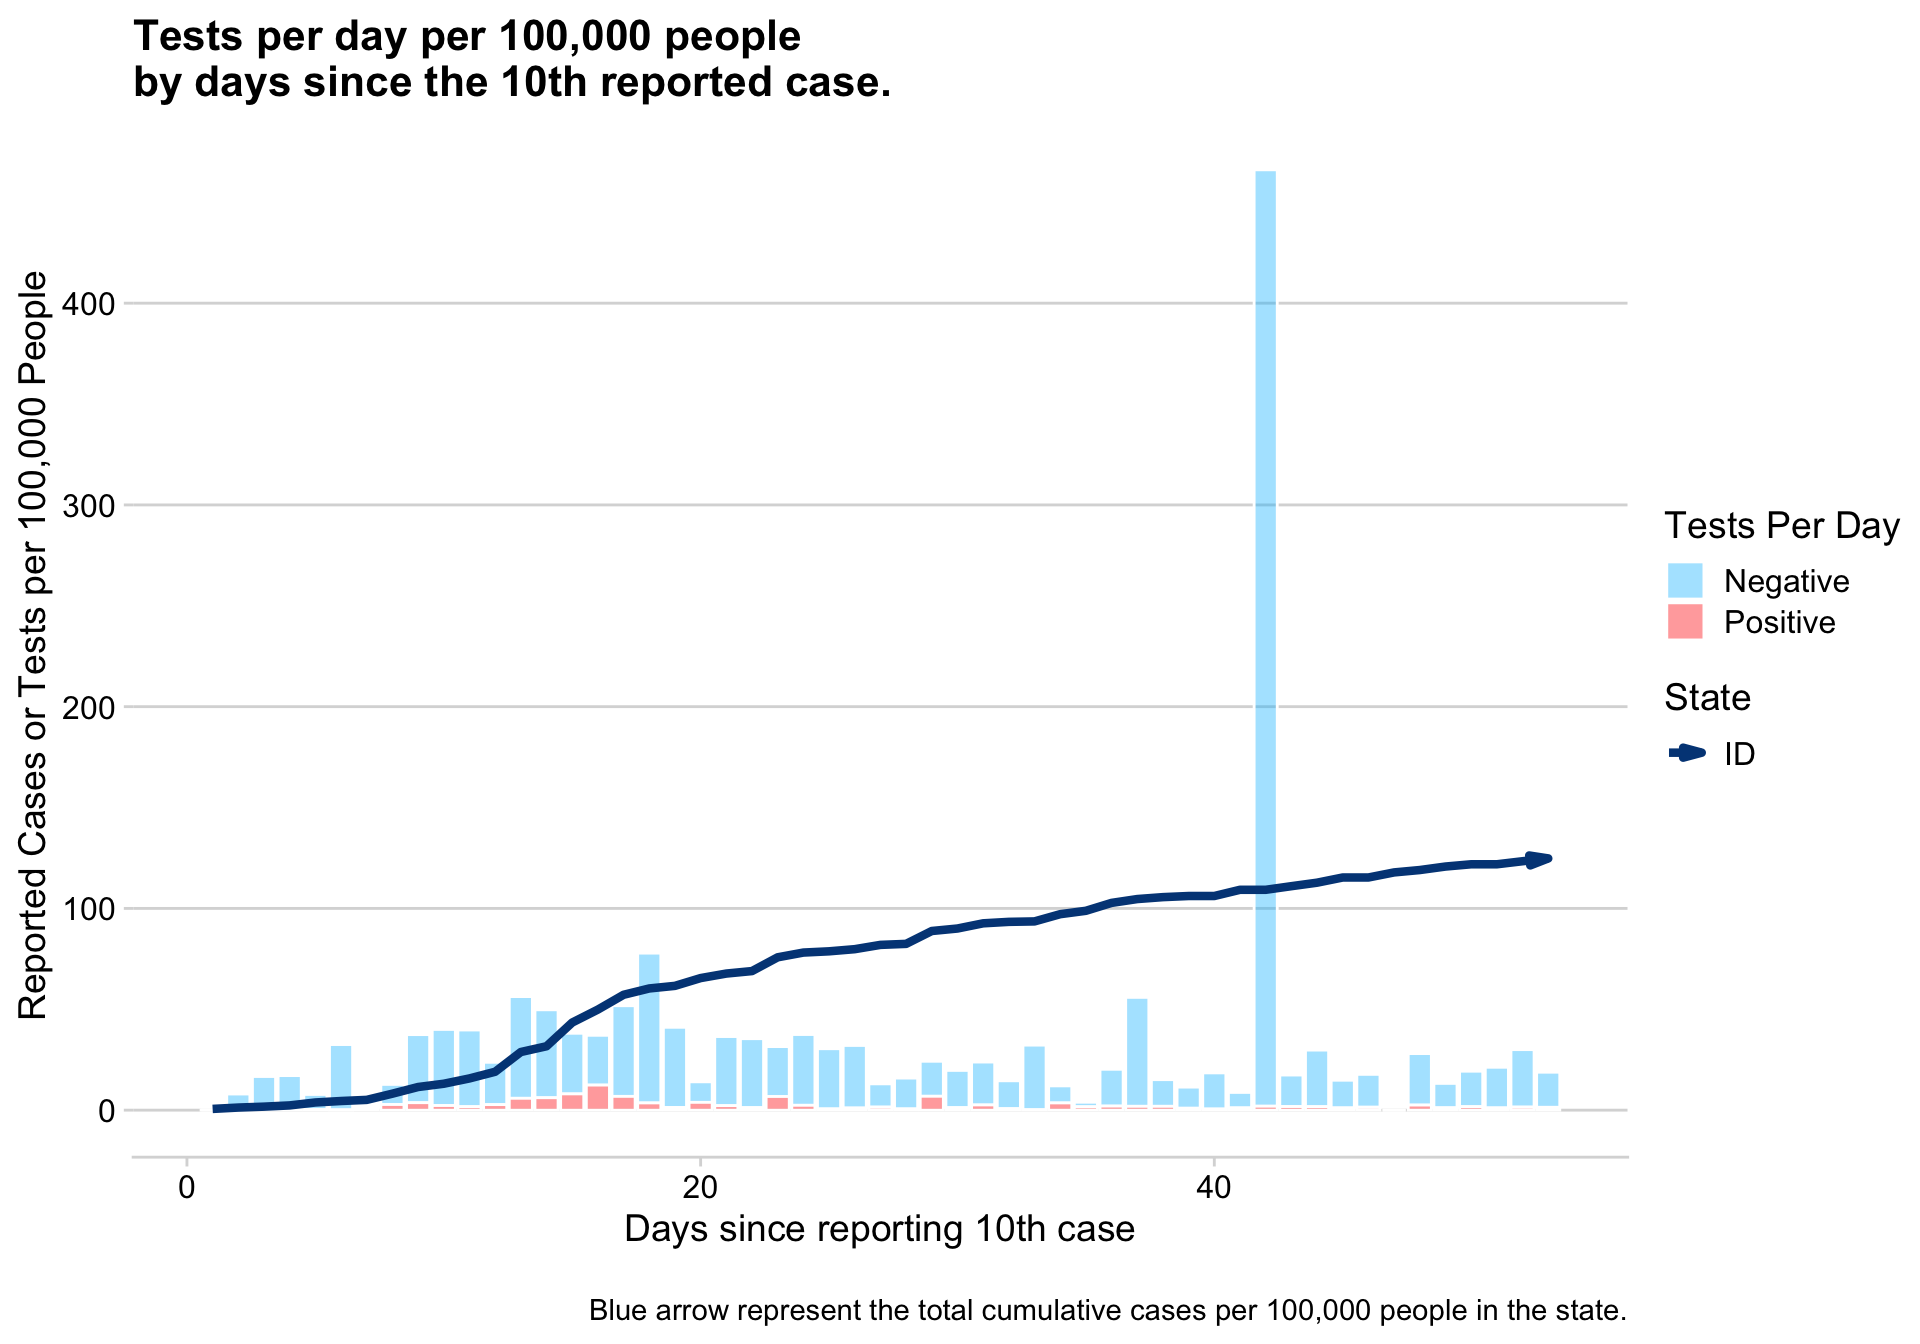 Tests per day per 100,000 people
by days since the 10th reported case.
Reported Cases or Tests per 100,000 People
400
300
200
100
0
0
20
40
Days since reporting 10th case
Tests Per Day
Negative
Positive
State
ID
Blue arrow represent the total cumulative cases per 100,000 people in the state.